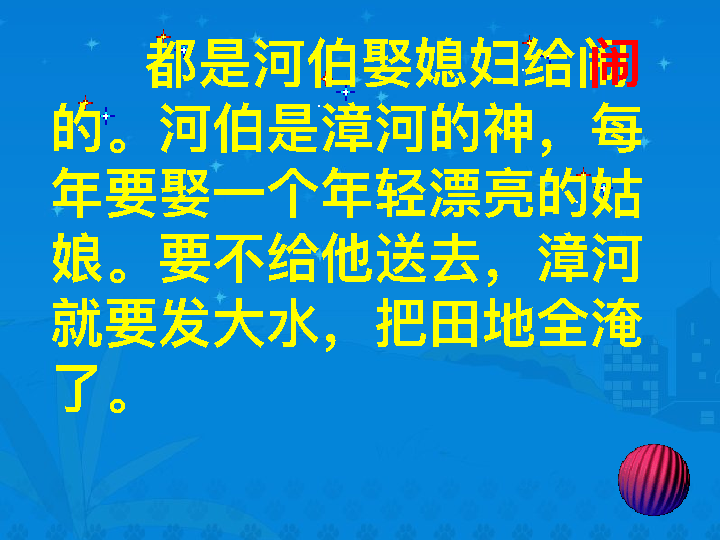 都是河伯娶媳妇给闹
的。河伯是漳河的神，每
年要娶一个年轻漂亮的姑
娘。要不给他送去，漳河
就要发大水，把田地全淹
了。